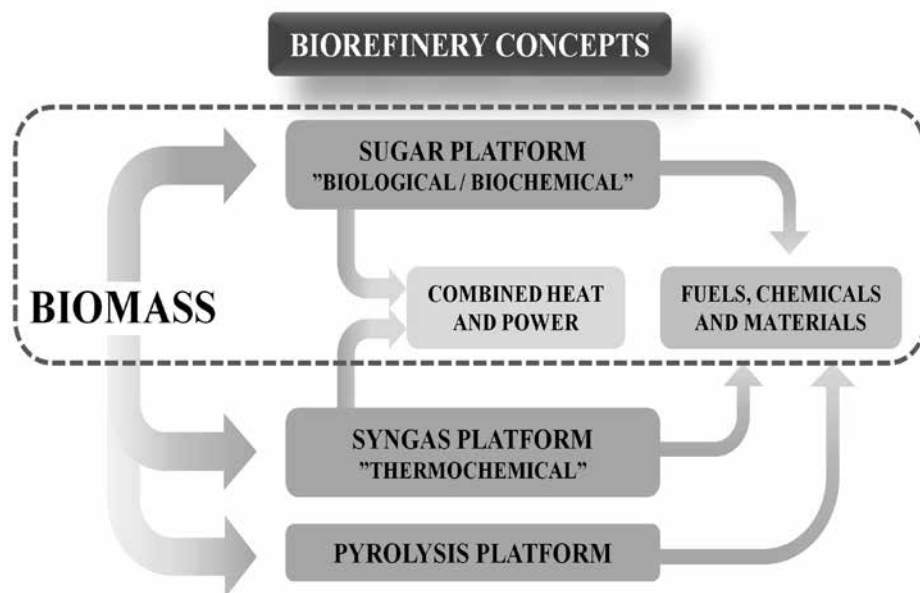 BIOREFINERY CONCEPTS
SUGAR PLATFORM
”BIOLOGICAL / BIOCHEMICAL”
BIOMASS
COMBINED HEAT
AND POWER
FUELS, CHEMICALS
AND MATERIALS
SYNGAS PLATFORM
”THERMOCHEMICAL”
PYROLYSIS PLATFORM